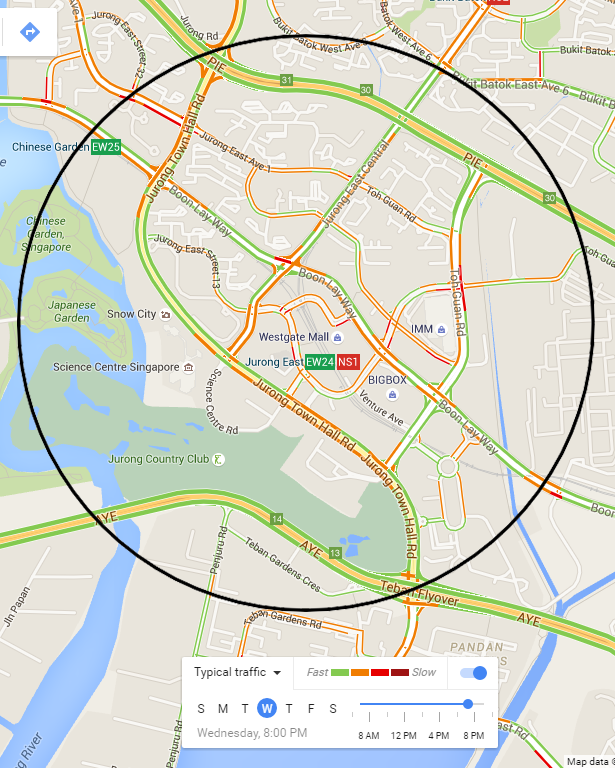 Bukit Batok
NS2
Jurong Rd
Jurong East Street 32
Bukit Batok West Ave 6
Bukit Batok
PIE
31
30
Bukit Batok East Ave 6
Jurong Town Hall Rd
Chinese Garden EW25
Jurong East Ave 1
Jurong East Central
PIE
30
Boon Lay Way
Toh Guan Rd
Chinese
Garden,
Singapore
Jurong East Street 13
Toh Gu
Boon Lay Way
Toh Guan Rd
Japanese
Garden
Snow City
Westgate Mall
IMM
Jurong East EW24 NS1
Science Centre Singapore
BIGBOX
Science Centre Rd
Jurong Town Hall Rd
Venture Ave
Boon Lay Way
Jurong Country Club
Jurong Town Hall Rd
Boon
AYE
14
AYE
13
Penjuru Rd
Teban Gardens Cres
Teban Flyover
AYE
Jln Papan
Teban Gardens Rd
PANDAN
Typical traffic
Fast
Slow
S M T W T F S
Wednesday, 8:00 PM
8 AM 12 PM 4 PM 8 PM
Penjuru Rd
g River
ast Rd
Map data ©